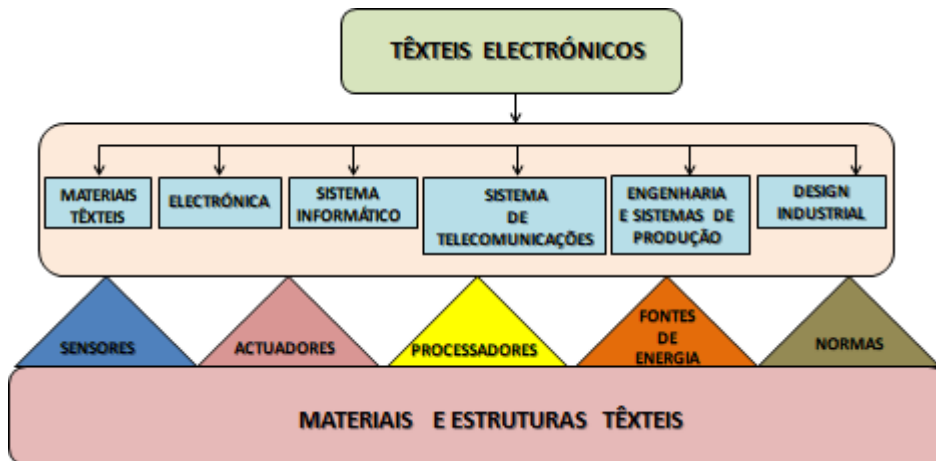 TÊXTEIS ELECTRÓNICOS
MATERIAIS
TÊXTEIS
ELECTRÓNICA
SISTEMA
INFORMÁTICO
SISTEMA
DE
TELECOMUNICAÇÕES
ENGENHARIA
E SISTEMAS DE
PRODUÇÃO
DESIGN
INDUSTRIAL
SENSORES
ACTUADORES
PROCESSADORES
FONTES
DE
ENERGIA
NORMAS
MATERIAIS E ESTRUTURAS TÊXTEIS